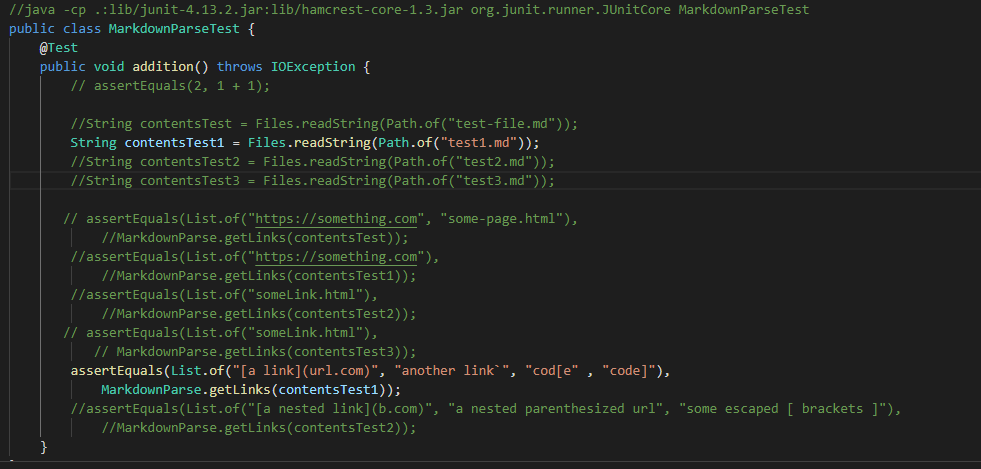 //java -cp .:lib/junit-4.13.2.jar:lib/hamcrest-core-1.3.jar org.junit.runner.JUnitCore MarkdownParseTest
public class MarkdownParseTest {
@Test
public void addition() throws IOException {
// assertEquals(2, 1 + 1);
//String contentsTest = Files.readString(Path.of("test-file.md"));
String contentsTest1 = Files.readString(Path.of("test1.md"));
//String contentsTest2 = Files.readString(Path.of("test2.md"));
//String contentsTest3 = Files.readString(Path.of("test3.md"));
// assertEquals(List.of("https://something.com", "some-page.html"),
//MarkdownParse.getLinks(contentsTest));
//assertEquals(List.of("https://something.com"),
//MarkdownParse.getLinks(contentsTest1));
//assertEquals(List.of("someLink.html"),
//MarkdownParse.getLinks(contentsTest2));
// assertEquals(List.of("someLink.html"),
// MarkdownParse.getLinks(contentsTest3));
assertEquals(List.of("[a link](url.com)", "another link`", "cod[e" , "code]"),
MarkdownParse.getLinks(contentsTest1));
//assertEquals(List.of("[a nested link](b.com)", "a nested parenthesized url", "some escaped [ brackets ]"),
//MarkdownParse.getLinks(contentsTest2));
}